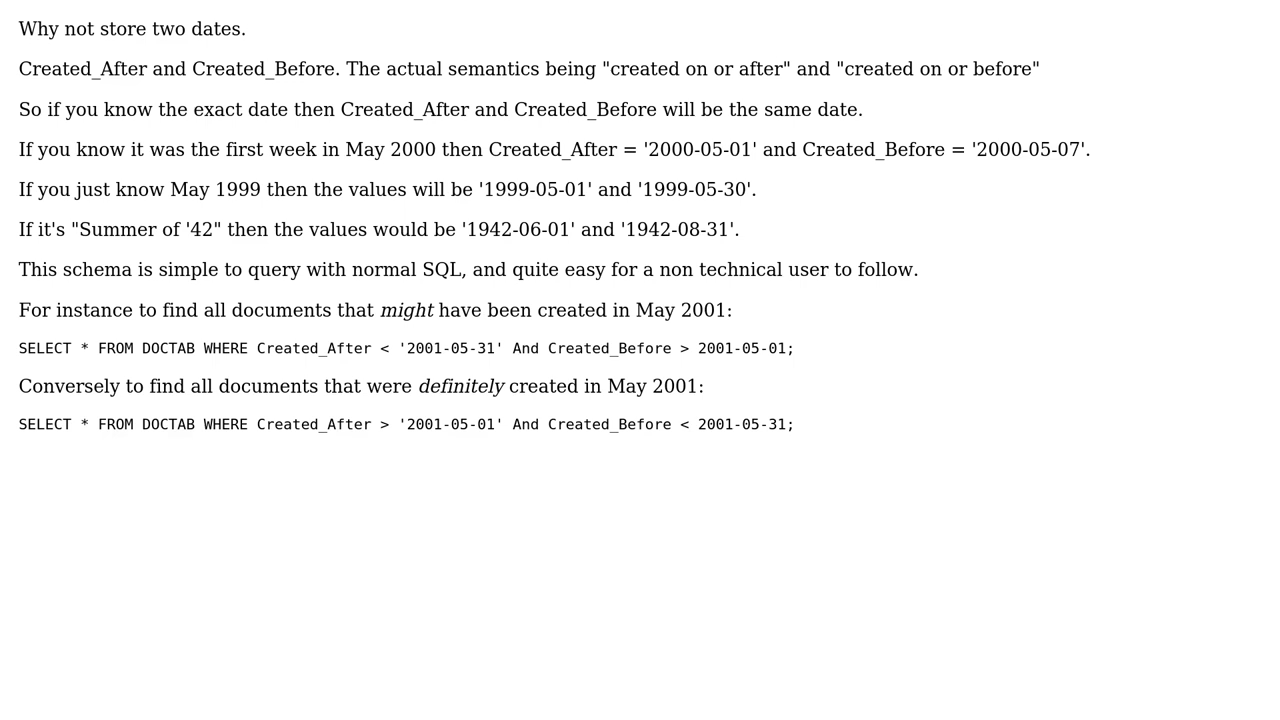 Why not store two dates.
Created_After and Created_Before. The actual semantics being "created on or after" and "created on or before"
So if you know the exact date then Created_After and Created_Before will be the same date.
If you know it was the first week in May 2000 then Created_After = '2000-05-01' and Created_Before = '2000-05-07'.
If you just know May 1999 then the values will be '1999-05-01' and '1999-05-30'.
If it's "Summer of '42" then the values would be '1942-06-01' and '1942-08-31'.
This schema is simple to query with normal SQL, and quite easy for a non technical user to follow.
For instance to find all documents that might have been created in May 2001:
SELECT * FROM DOCTAB WHERE Created_After < '2001-05-31' And Created_Before > 2001-05-01;
Conversely to find all documents that were definitely created in May 2001:
SELECT * FROM DOCTAB WHERE Created_After > '2001-05-01' And Created_Before < 2001-05-31;